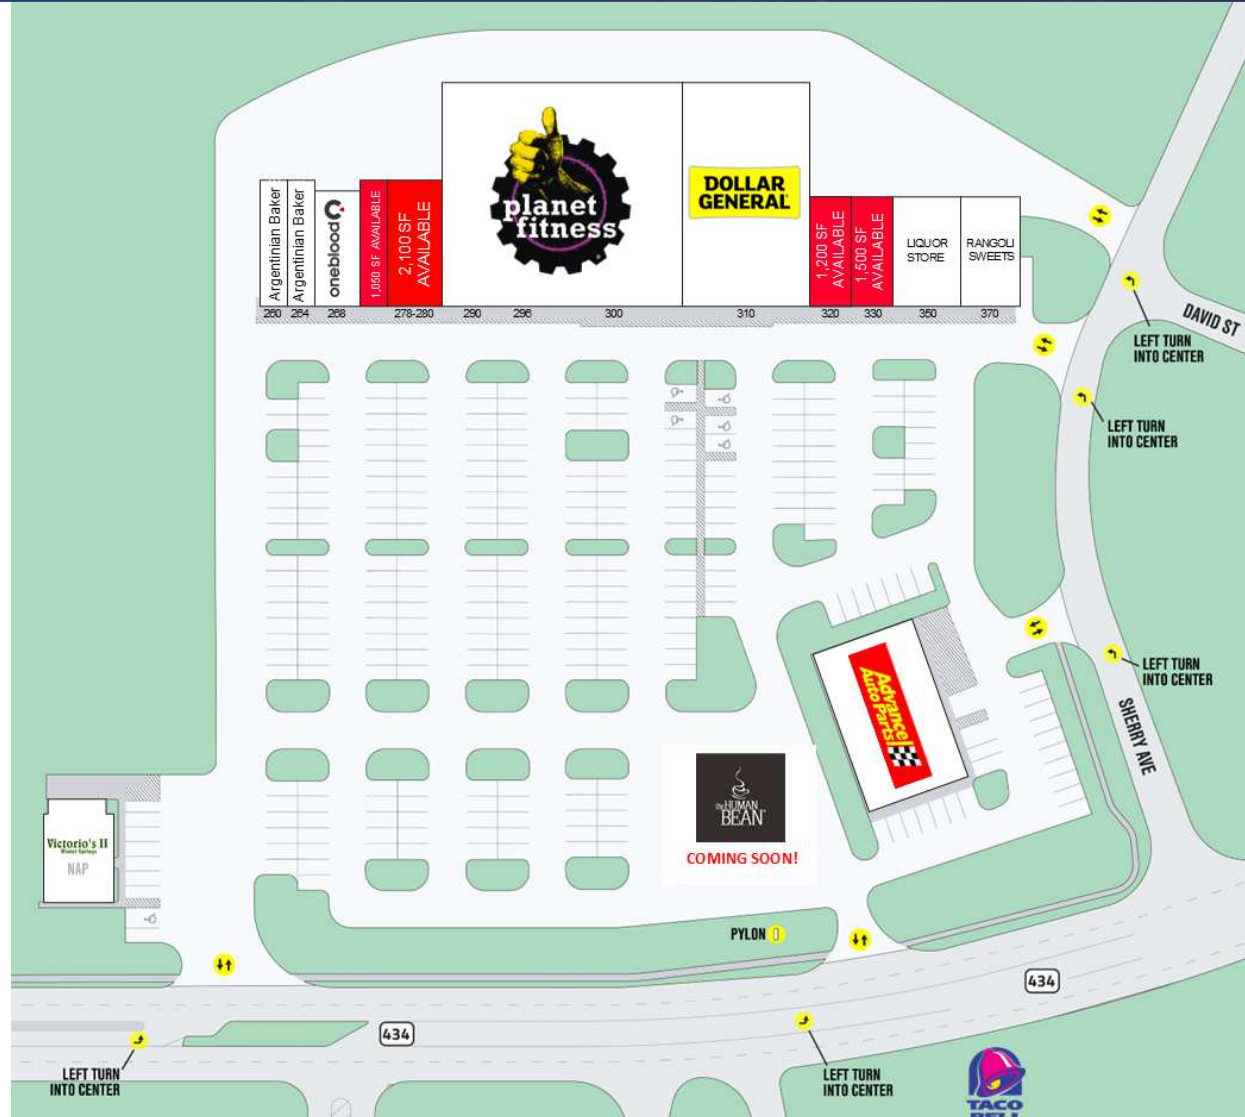 planet
fitness
DOLLAR
GENERAL
Argentinian Baker
Argentinian Baker
oneblood
1,050 SF AVAILABLE
2,100 SF
AVAILABLE
1,200 SF
AVAILABLE
1,500 SF
AVAILABLE
LIQUOR
STORE
RANGOLI
SWEETS
260 264 268 278-280 290 296 300 310 320 330 350 370
DAVID ST
LEFT TURN
INTO CENTER
LEFT TURN
INTO CENTER
LEFT TURN
INTO CENTER
SHERRY AVE
Advance
Auto Parts
the HUMAN
BEAN
COMING SOON!
Victorio's II
Winter Springs
NAP
PYLON
434
434
LEFT TURN
INTO CENTER
LEFT TURN
INTO CENTER
TACO
BELL